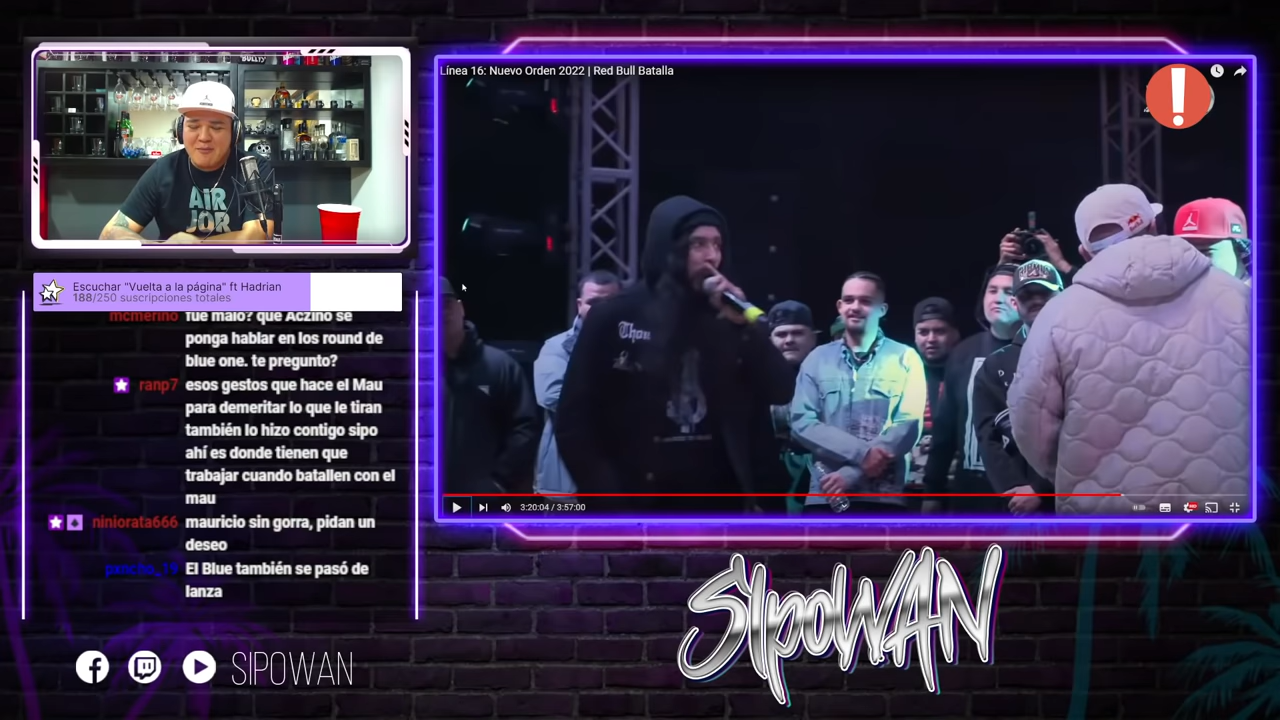 BULLY
AIR
JOR
Escuchar "Vuelta a la página" ft Hadrian
188/250 suscripciones totales
mcmerino fue malo? que Aczino se
ponga hablar en los round de
blue one. te pregunto?
ranp7 esos gestos que hace el Mau
para demeritar lo que le tiran
también lo hizo contigo sipo
ahí es donde tienen que
trabajar cuando batallen con el
mau
niniorata666 mauricio sin gorra, pidan un
deseo
pxncho_19 El Blue también se pasó de
lanza
SIPOWAN
Línea 16: Nuevo Orden 2022 | Red Bull Batalla
!
3:20:04 / 3:57:00
SIPOWAN